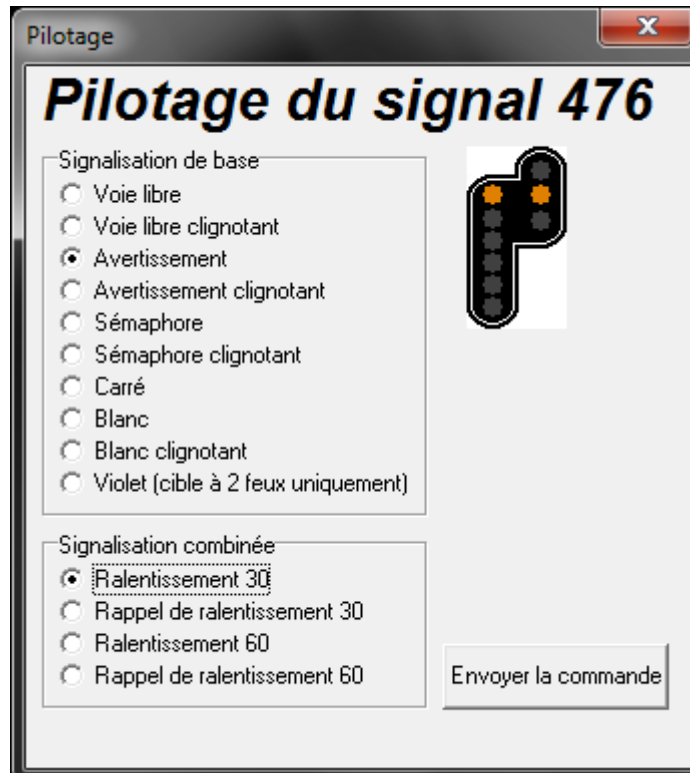 Pilotage
Pilotage du signal 476
Signalisation de base
Voie libre
Voie libre clignotant
Avertissement
Avertissement clignotant
Sémaphore
Sémaphore clignotant
Carré
Blanc
Blanc clignotant
Violet (cible à 2 feux uniquement)
Signalisation combinée
Ralentissement 30
Rappel de ralentissement 30
Ralentissement 60
Rappel de ralentissement 60
Envoyer la commande